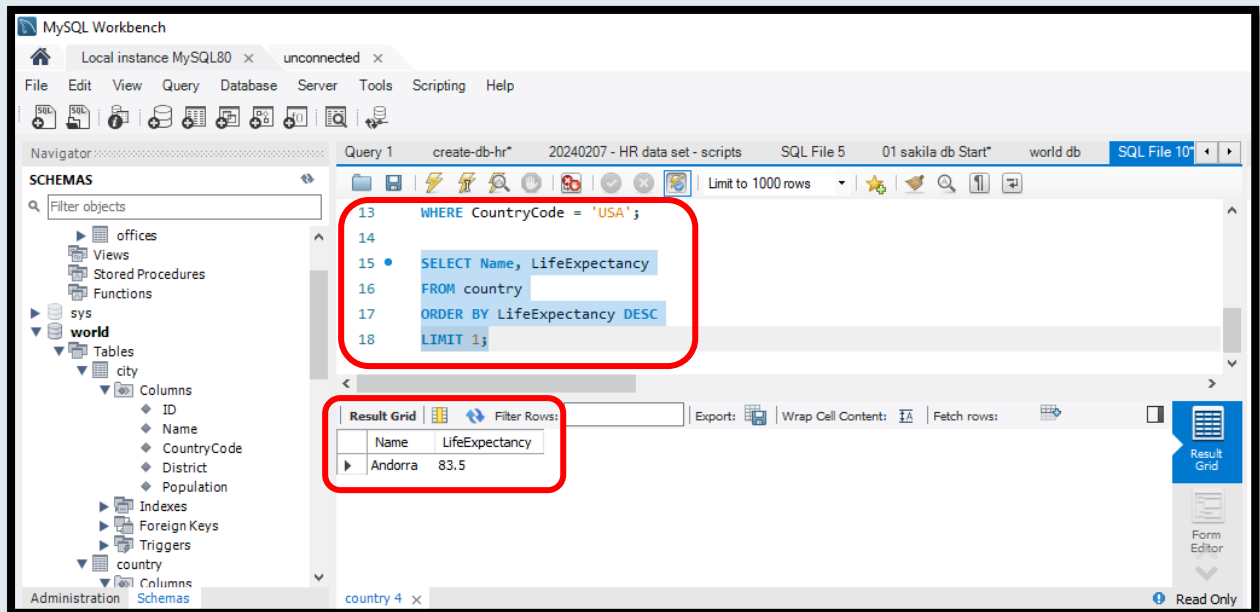 MySQL Workbench
Local instance MySQL80 × unconnected ×
File Edit View Query Database Server Tools Scripting Help
Navigator
SCHEMAS
Filter objects
offices
Views
Stored Procedures
Functions
sys
world
Tables
city
Columns
ID
Name
CountryCode
District
Population
Indexes
Foreign Keys
Triggers
country
Columns
Administration Schemas
Query 1 create-db-hr* 20240207 - HR data set - scripts SQL File 5 01 sakila db Start* world db SQL File 10*
Limit to 1000 rows
13 WHERE CountryCode = 'USA';
14
15 SELECT Name, LifeExpectancy
16 FROM country
17 ORDER BY LifeExpectancy DESC
18 LIMIT 1;
Result Grid Filter Rows: Export: Wrap Cell Content: Fetch rows:
Name LifeExpectancy
Andorra 83.5
Result
Grid
Form
Editor
country 4 ×
Read Only